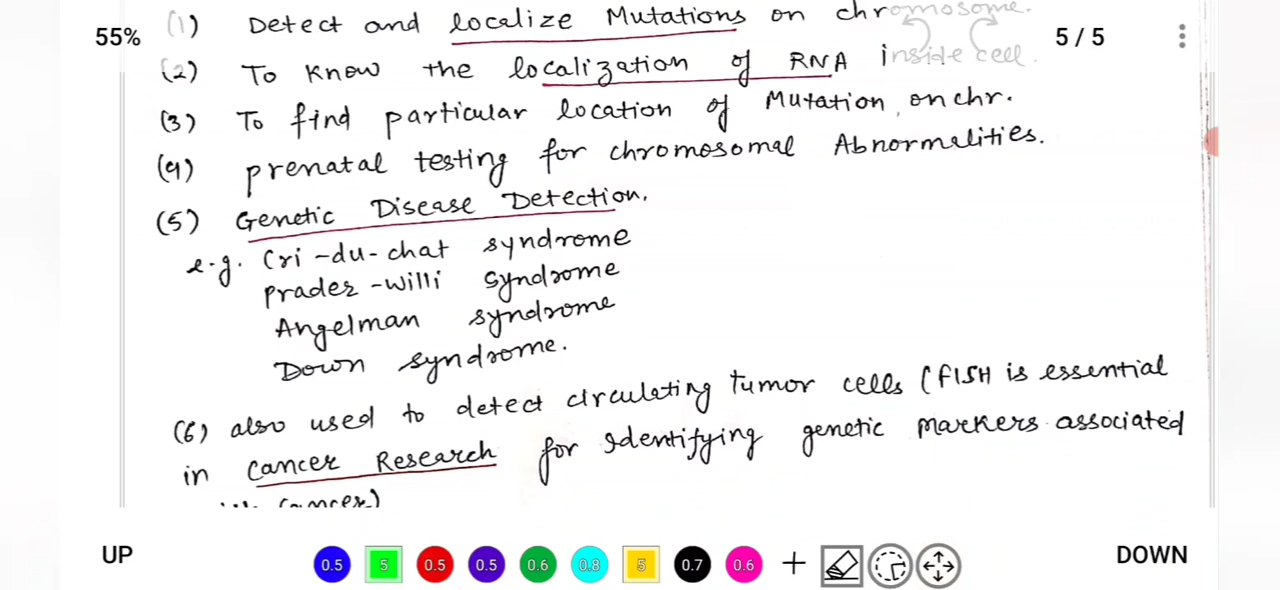 (1) Detect and localize Mutations on chromosome.
55%
5 / 5
(2) To know the localization of RNA inside cell.
(3) To find particular location of Mutation on chr.
(4) prenatal testing for chromosomal Abnormalities.
(5) Genetic Disease Detection.
e.g. Cri-du-chat syndrome
Prader-willi Syndrome
Angelman syndrome
Down syndrome.
(6) also used to detect circulating tumor cells (FISH is essential
in cancer Research for identifying genetic markers associated
with cancer)
UP
0.5 5 0.5 0.5 0.6 0.8 5 0.7 0.6 +
DOWN